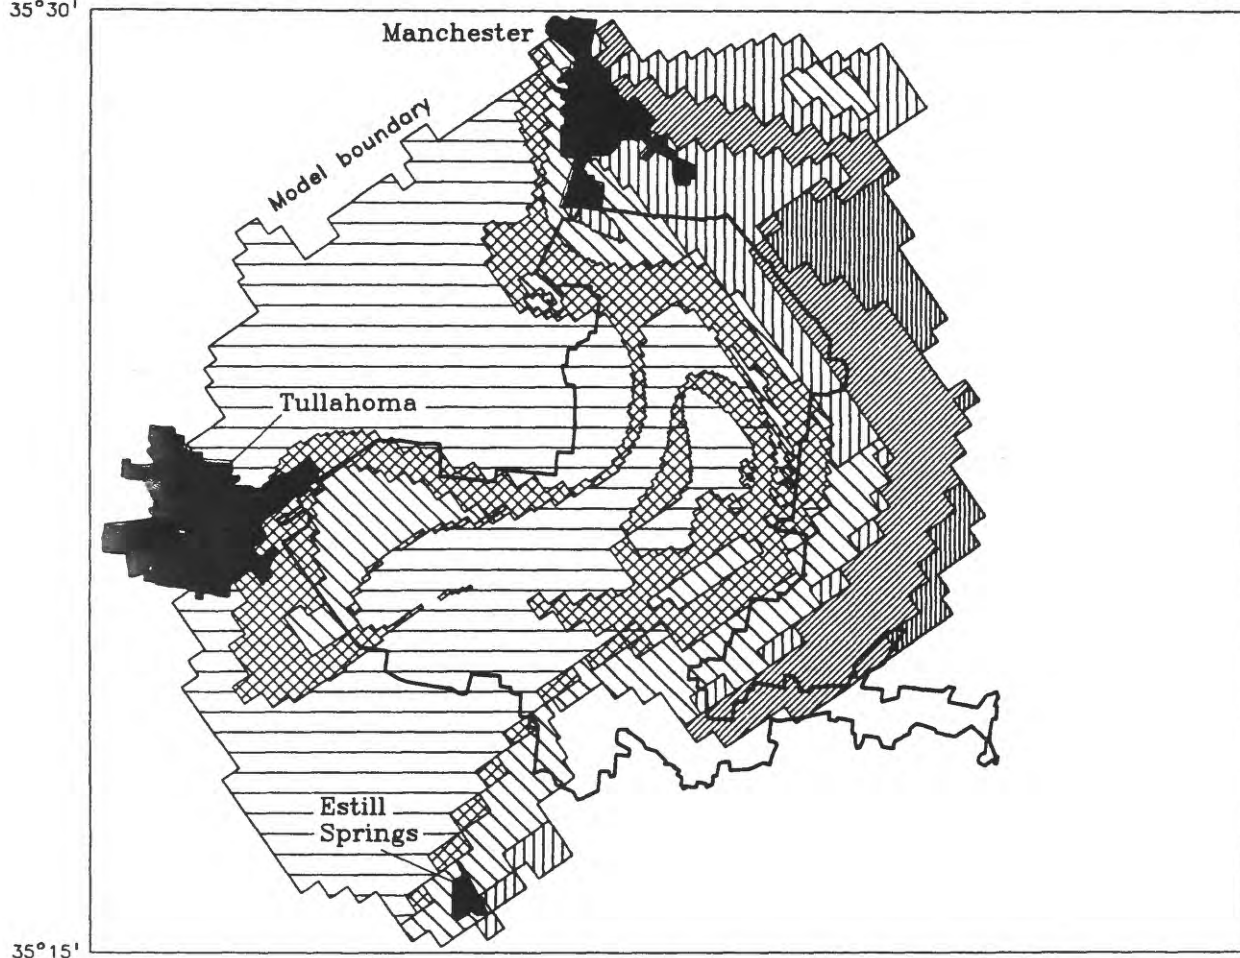 35°30'
Manchester
Model boundary
Tullahoma
Estill
Springs
35°15'